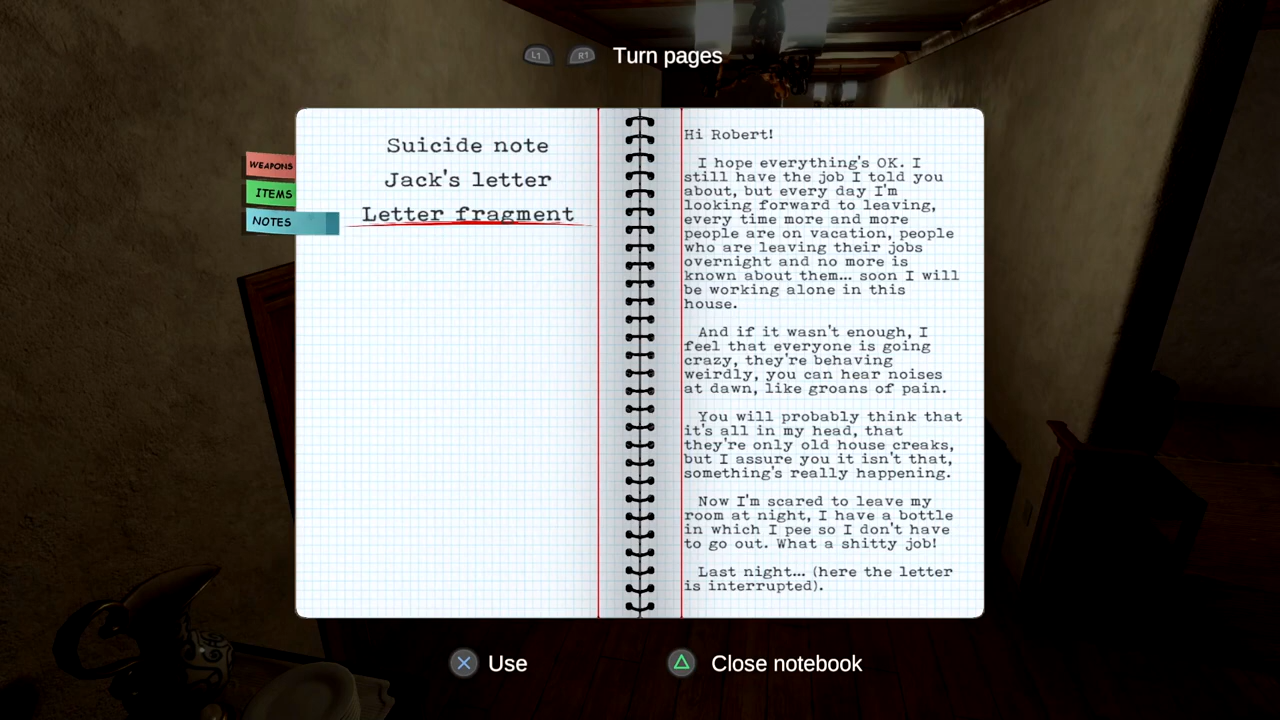 L1 R1 Turn pages
Suicide note
Jack's letter
Letter fragment
WEAPONS
ITEMS
NOTES
Hi Robert!
I hope everything's OK. I
still have the job I told you
about, but every day I'm
looking forward to leaving,
every time more and more
people are on vacation, people
who are leaving their jobs
overnight and no more is
known about them... soon I will
be working alone in this
house.
And if it wasn't enough, I
feel that everyone is going
crazy, they're behaving
weirdly, you can hear noises
at dawn, like groans of pain.
You will probably think that
it's all in my head, that
they're only old house creaks,
but I assure you it isn't that,
something's really happening.
Now I'm scared to leave my
room at night, I have a bottle
in which I pee so I don't have
to go out. What a shitty job!
Last night... (here the letter
is interrupted).
Use
Close notebook